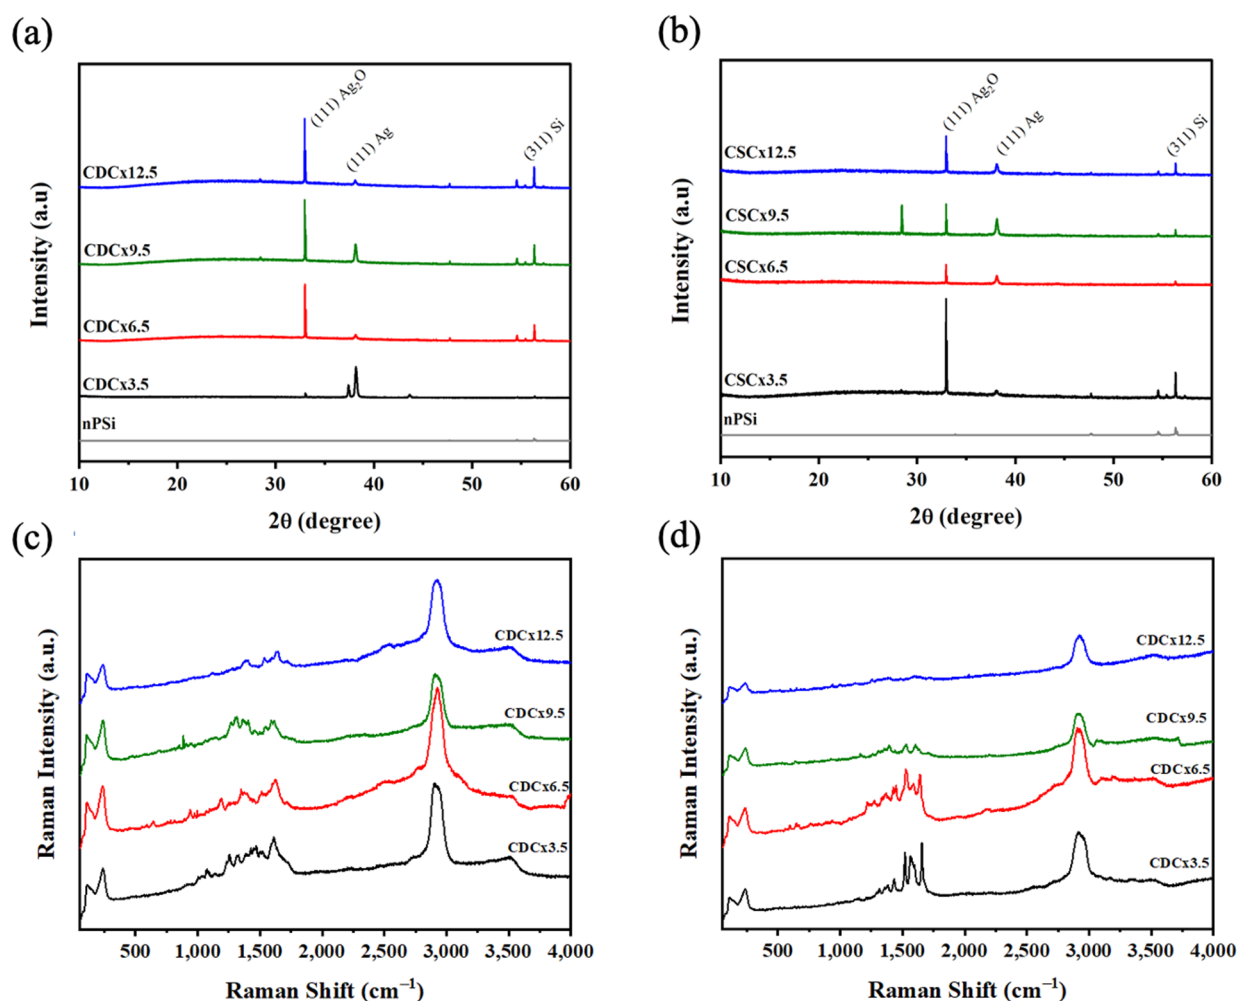 (a)
(111) Ag₂O
(111) Ag
(311) Si
CDCx12.5
CDCx9.5
CDCx6.5
CDCx3.5
nPSi
Intensity (a.u)
10 20 30 40 50 60
2θ (degree)
(b)
(111) Ag₂O
(111) Ag
(311) Si
CSCx12.5
CSCx9.5
CSCx6.5
CSCx3.5
nPSi
Intensity (a.u)
10 20 30 40 50 60
2θ (degree)
(c)
CDCx12.5
CDCx9.5
CDCx6.5
CDCx3.5
Raman Intensity (a.u.)
500 1,000 1,500 2,000 2,500 3,000 3,500 4,000
Raman Shift (cm⁻¹)
(d)
CDCx12.5
CDCx9.5
CDCx6.5
CDCx3.5
Raman Intensity (a.u.)
500 1,000 1,500 2,000 2,500 3,000 3,500 4,000
Raman Shift (cm⁻¹)